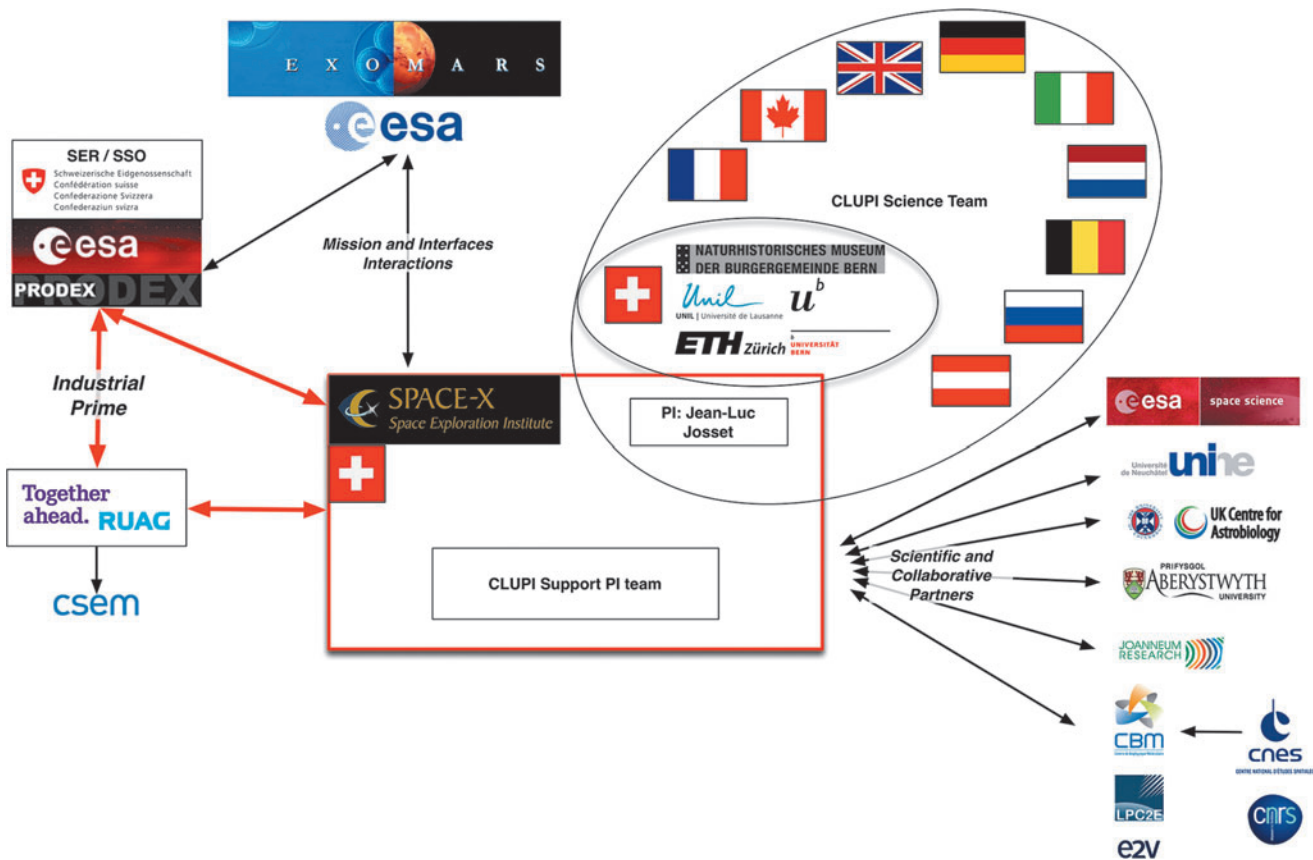 E X O M A R S
esa
SER / SSO
Schweizerische Eidgenossenschaft
Confédération suisse
Confederazione Svizzera
Confederaziun svizra
esa
PRODEX
PRODEX
Mission and Interfaces
Interactions
Industrial
Prime
Together
ahead. RUAG
csem
SPACE-X
Space Exploration Institute
PI: Jean-Luc
Josset
CLUPI Support PI team
CLUPI Science Team
NATURHISTORISCHES MUSEUM
DER BURGERGEMEINDE BERN
Unil
UNIL | Université de Lausanne
u^b
ETH Zürich
b
UNIVERSITÄT
BERN
Scientific and
Collaborative
Partners
esa space science
Université
de Neuchâtel unine
UK Centre for
Astrobiology
PRIFYSGOL
ABERYSTWYTH
UNIVERSITY
JOANNEUM
RESEARCH
CBM
cnes
CENTRE NATIONAL D'ÉTUDES SPATIALES
LPC2E
cnrs
e2v